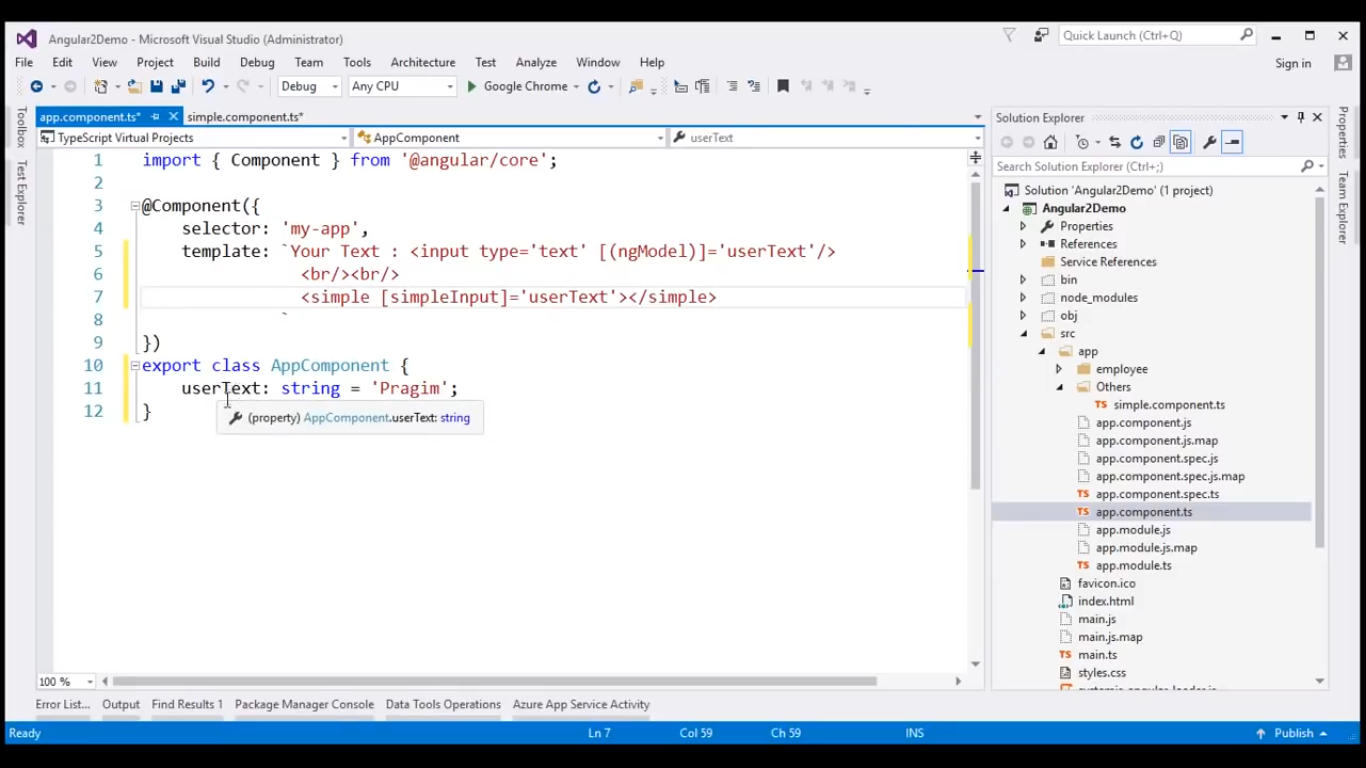 Angular2Demo - Microsoft Visual Studio (Administrator)
Quick Launch (Ctrl+Q)
File Edit View Project Build Debug Team Tools Architecture Test Analyze Window Help
Sign in
Debug Any CPU Google Chrome
app.component.ts* simple.component.ts*
TypeScript Virtual Projects AppComponent userText
Toolbox
Test Explorer
1 import { Component } from '@angular/core';
2
3 @Component({
4 selector: 'my-app',
5 template: `Your Text : <input type='text' [(ngModel)]='userText'/>
6 <br/><br/>
7 <simple [simpleInput]='userText'></simple>
8 `
9 })
10 export class AppComponent {
11 userText: string = 'Pragim';
12 }
(property) AppComponent.userText: string
100 %
Solution Explorer
Search Solution Explorer (Ctrl+;)
Solution 'Angular2Demo' (1 project)
Angular2Demo
Properties
References
Service References
bin
node_modules
obj
src
app
employee
Others
simple.component.ts
app.component.js
app.component.js.map
app.component.spec.js
app.component.spec.js.map
app.component.spec.ts
app.component.ts
app.module.js
app.module.js.map
app.module.ts
favicon.ico
index.html
main.js
main.js.map
main.ts
styles.css
Properties
Team Explorer
Error List... Output Find Results 1 Package Manager Console Data Tools Operations Azure App Service Activity
Ready Ln 7 Col 59 Ch 59 INS Publish